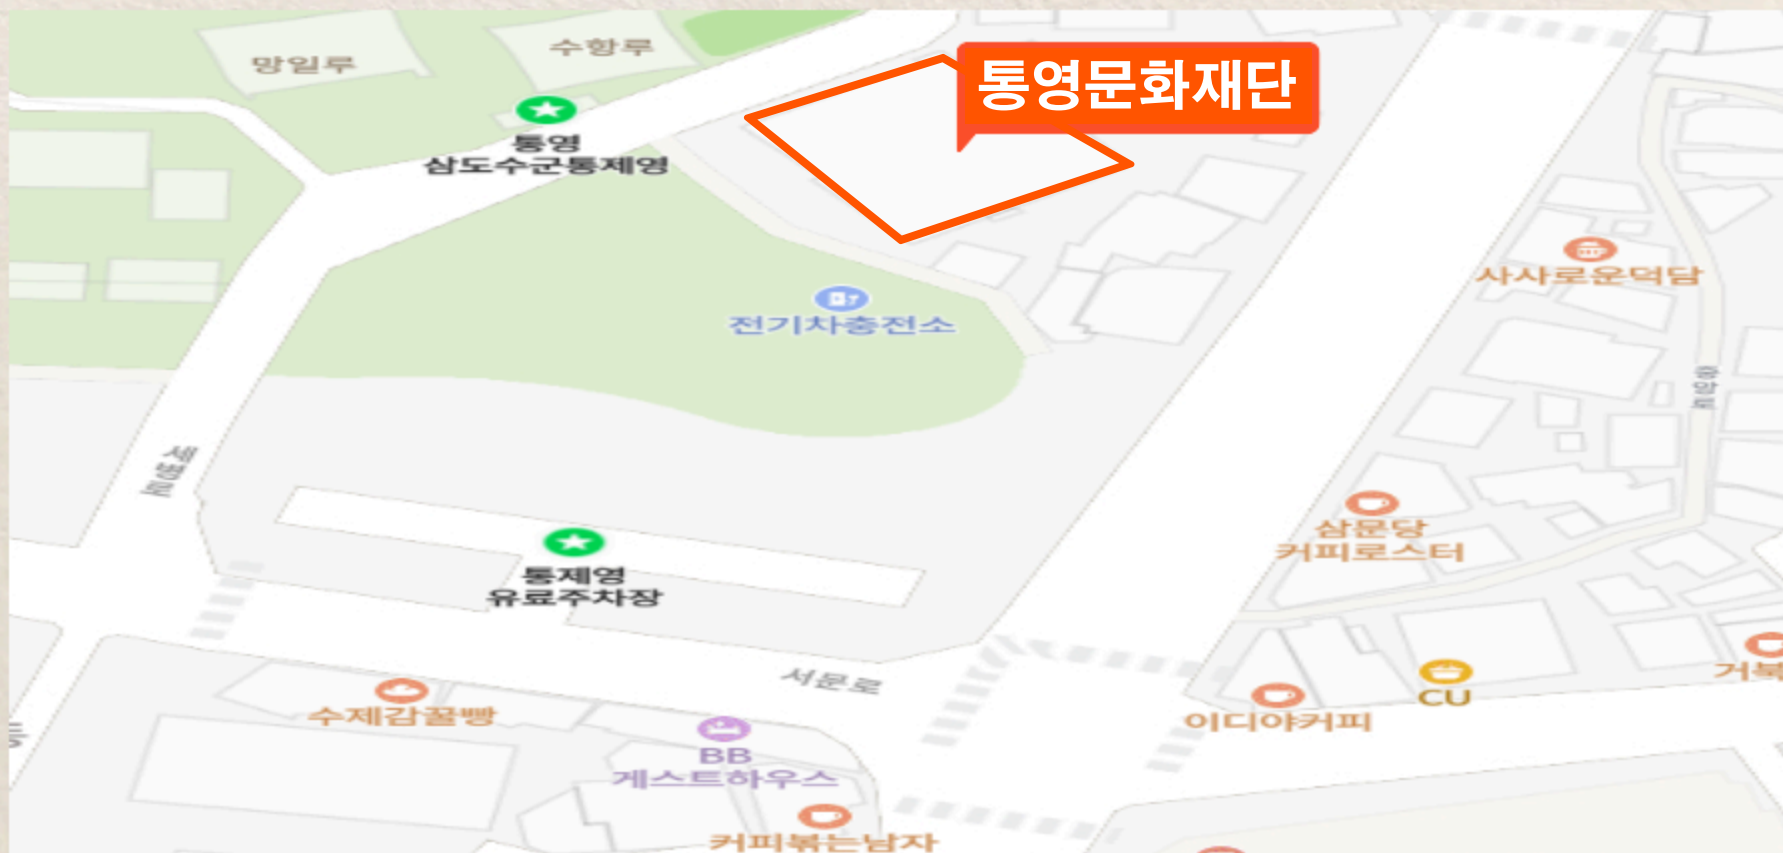 망일루
수항루
통영문화재단
통영
삼도수군통제영
사사로운덕담
전기차충전소
중앙로
세병로
삼문당
커피로스터
통제영
유료주차장
서문로
거북
CU
수제감꿀빵
이디야커피
BB
게스트하우스
커피볶는남자